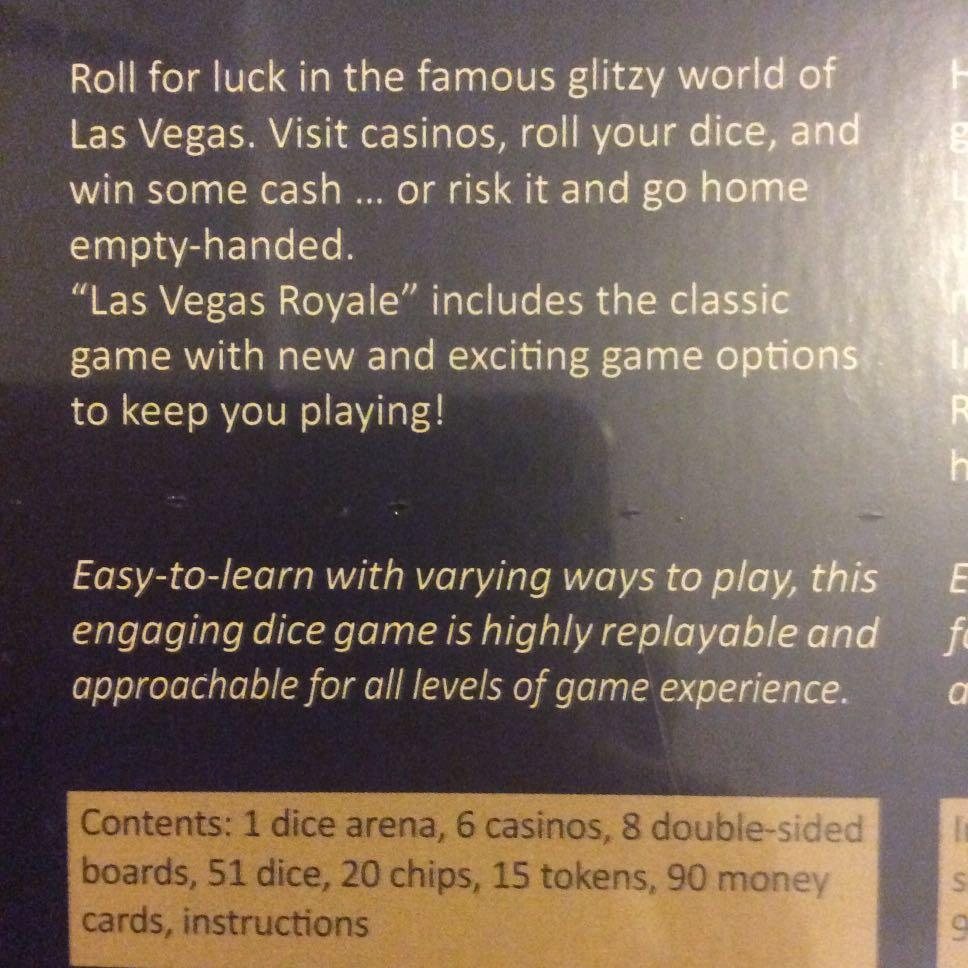 Roll for luck in the famous glitzy world of
Las Vegas. Visit casinos, roll your dice, and
win some cash ... or risk it and go home
empty-handed.
“Las Vegas Royale” includes the classic
game with new and exciting game options
to keep you playing!
Easy-to-learn with varying ways to play, this
engaging dice game is highly replayable and
approachable for all levels of game experience.
Contents: 1 dice arena, 6 casinos, 8 double-sided
boards, 51 dice, 20 chips, 15 tokens, 90 money
cards, instructions